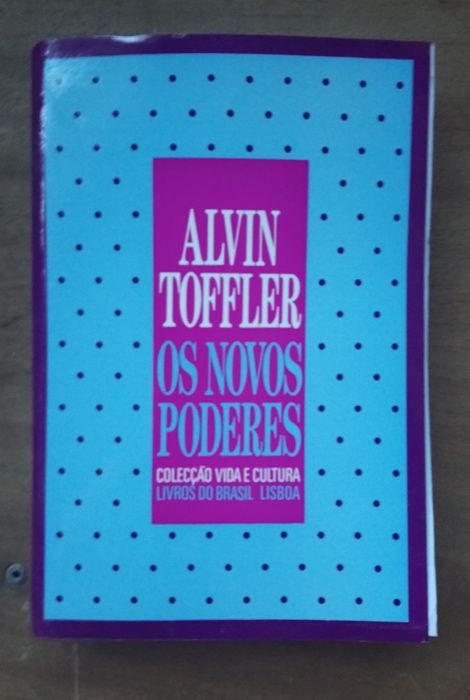 ALVIN
TOFFLER
OS NOVOS
PODERES
COLECÇÃO VIDA E CULTURA
LIVROS DO BRASIL LISBOA